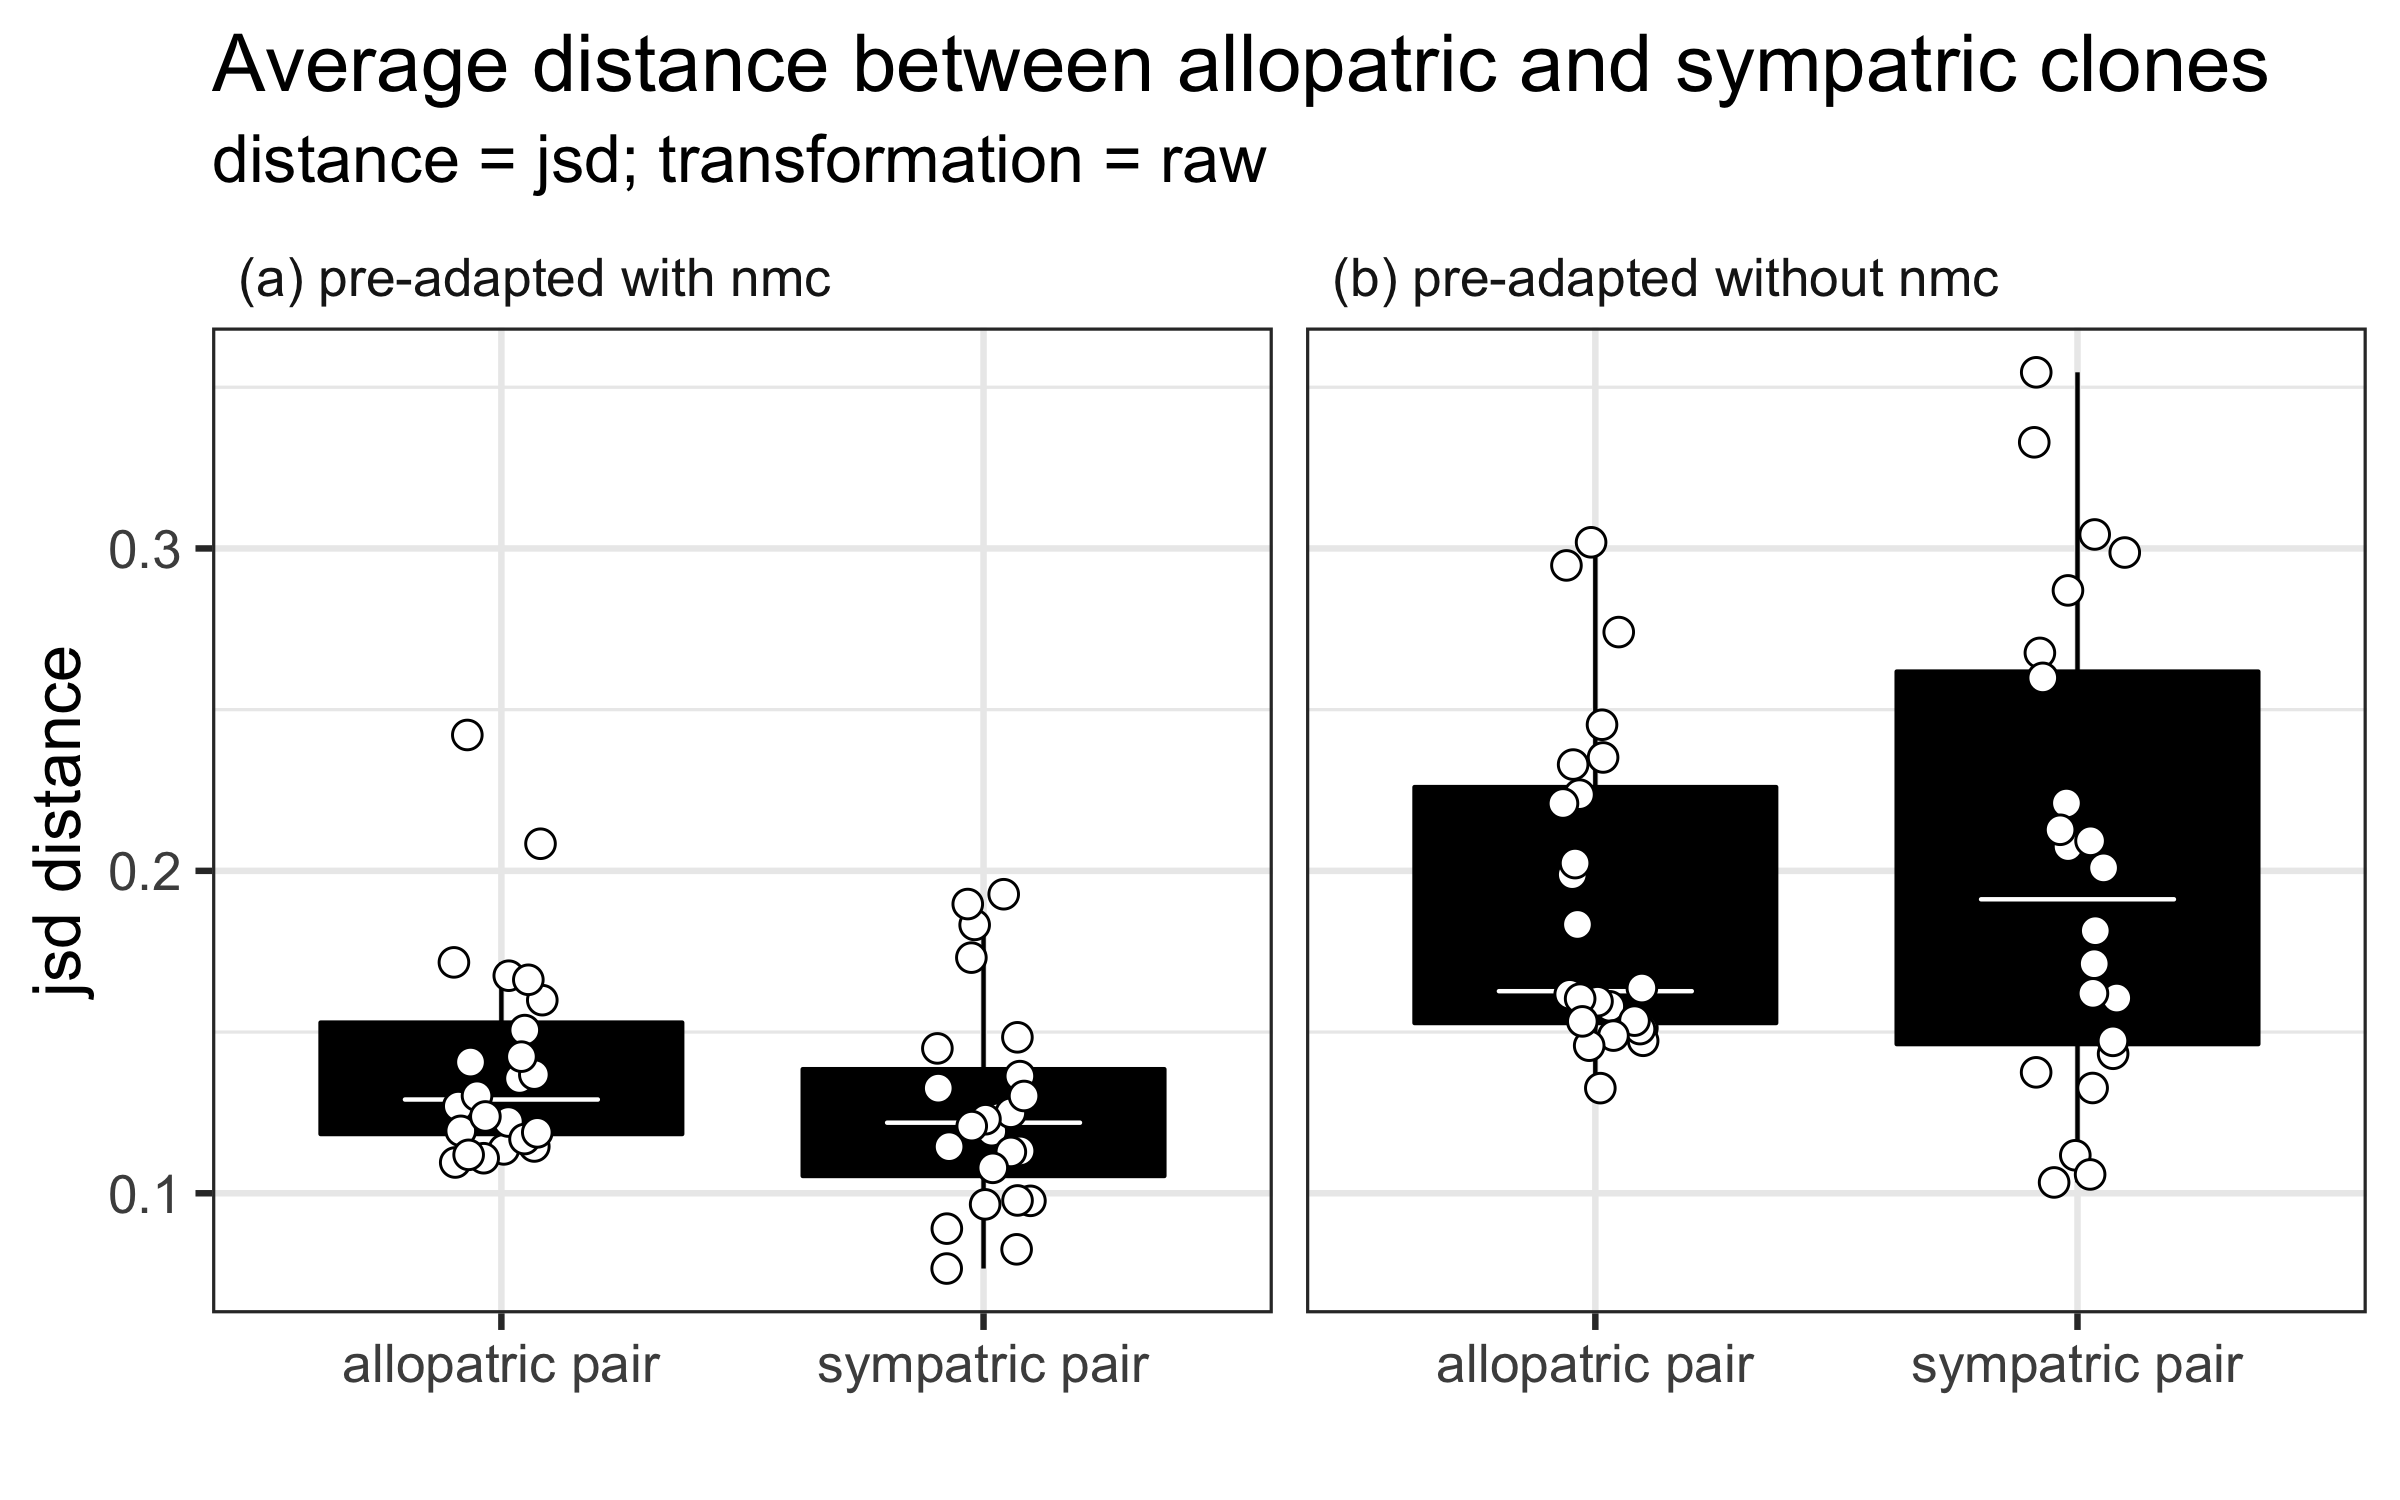 Average distance between allopatric and sympatric clones
distance = jsd; transformation = raw
(a) pre-adapted with nmc
(b) pre-adapted without nmc
jsd distance
0.3
0.2
0.1
allopatric pair
sympatric pair
allopatric pair
sympatric pair